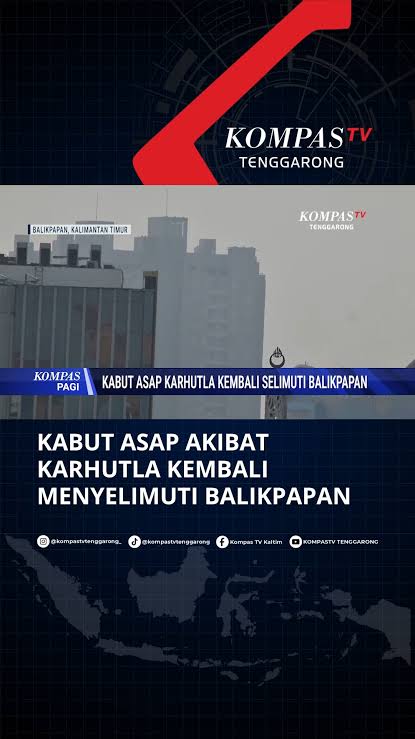 KOMPAS TV
TENGGARONG
BALIKPAPAN, KALIMANTAN TIMUR
KOMPAS TV
TENGGARONG
KOMPAS
PAGI
KABUT ASAP KARHUTLA KEMBALI SELIMUTI BALIKPAPAN
KABUT ASAP AKIBAT
KARHUTLA KEMBALI
MENYELIMUTI BALIKPAPAN
@kompastvtenggarong_ @kompastvtenggarong Kompas TV Kaltim KOMPASTV TENGGARONG